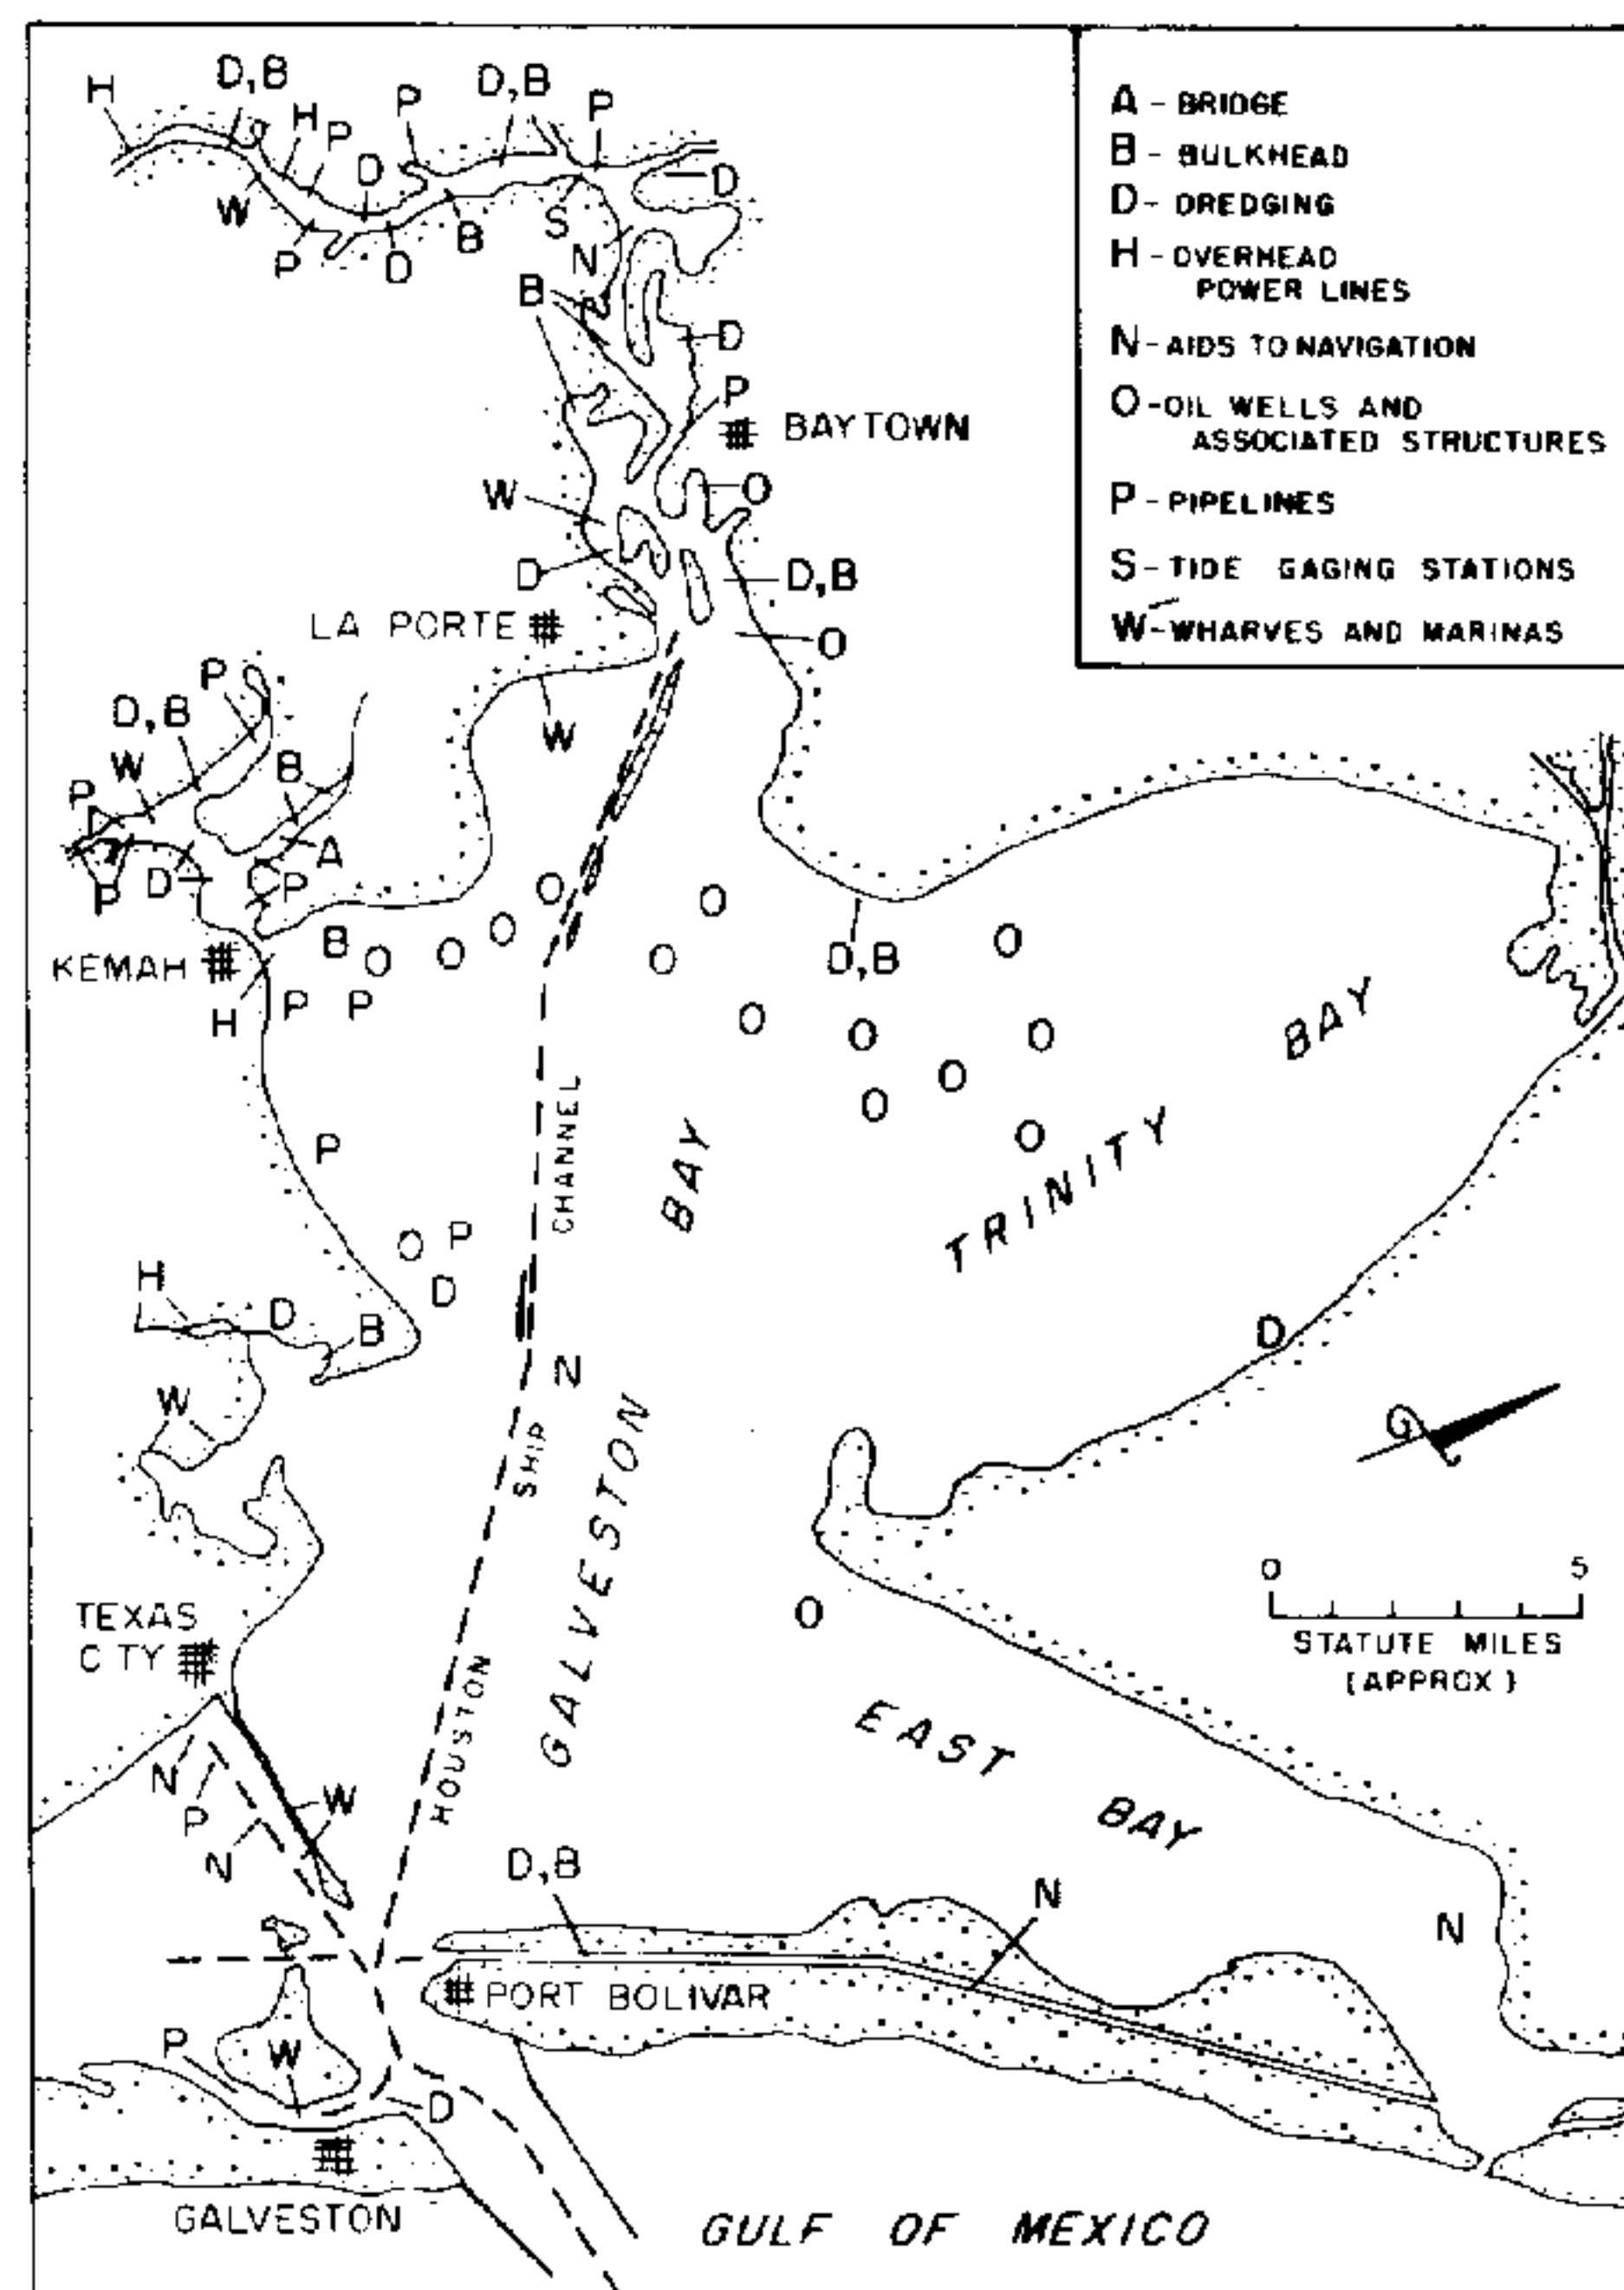 H
D,B
H
P
P
D,B
P
O
D
W
P
D
B
S
N
B
D
P
BAYTOWN
W
O
D
D,B
LA PORTE
O
W
P
D,B
W
B
P
A
P
D
P
B
O
O
O
O
O
O
O
D,B
KEMAH
H
P
P
O
O
O
O
O
O
P
O
P
D
H
D
B
W
N
D
BAY
TRINITY
HOUSTON SHIP CHANNEL
GALVESTON BAY
O
EAST
BAY
TEXAS
CITY
N
P
N
W
D,B
N
N
PORT BOLIVAR
P
W
D
GALVESTON
GULF OF MEXICO
0 5
STATUTE MILES
(APPROX)
A - BRIDGE
B - BULKHEAD
D - DREDGING
H - OVERHEAD
POWER LINES
N - AIDS TO NAVIGATION
O - OIL WELLS AND
ASSOCIATED STRUCTURES
P - PIPELINES
S - TIDE GAGING STATIONS
W - WHARVES AND MARINAS